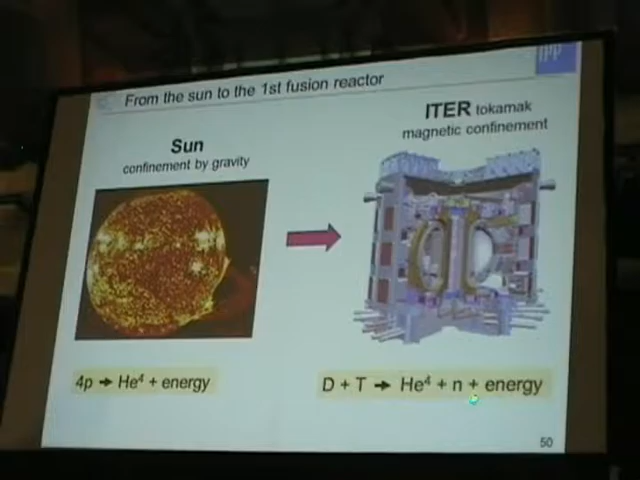 IPP
From the sun to the 1st fusion reactor
Sun
confinement by gravity
ITER tokamak
magnetic confinement
4p → He⁴ + energy
D + T → He⁴ + n + energy
50